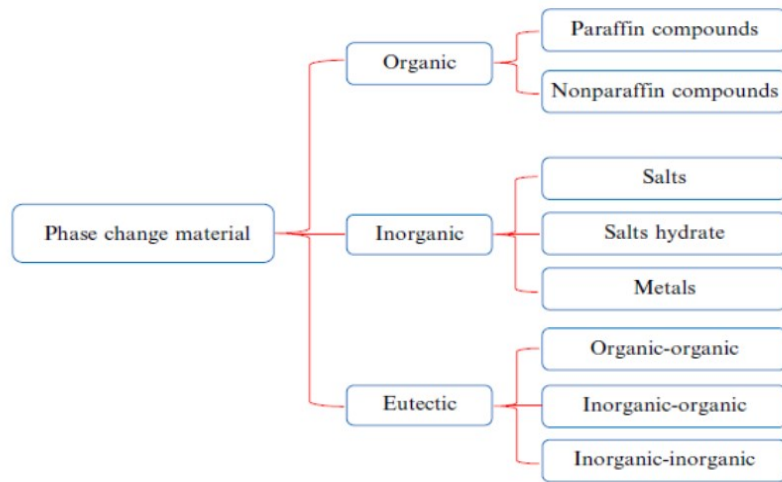 Phase change material
Organic
Paraffin compounds
Nonparaffin compounds
Inorganic
Salts
Salts hydrate
Metals
Eutectic
Organic-organic
Inorganic-organic
Inorganic-inorganic